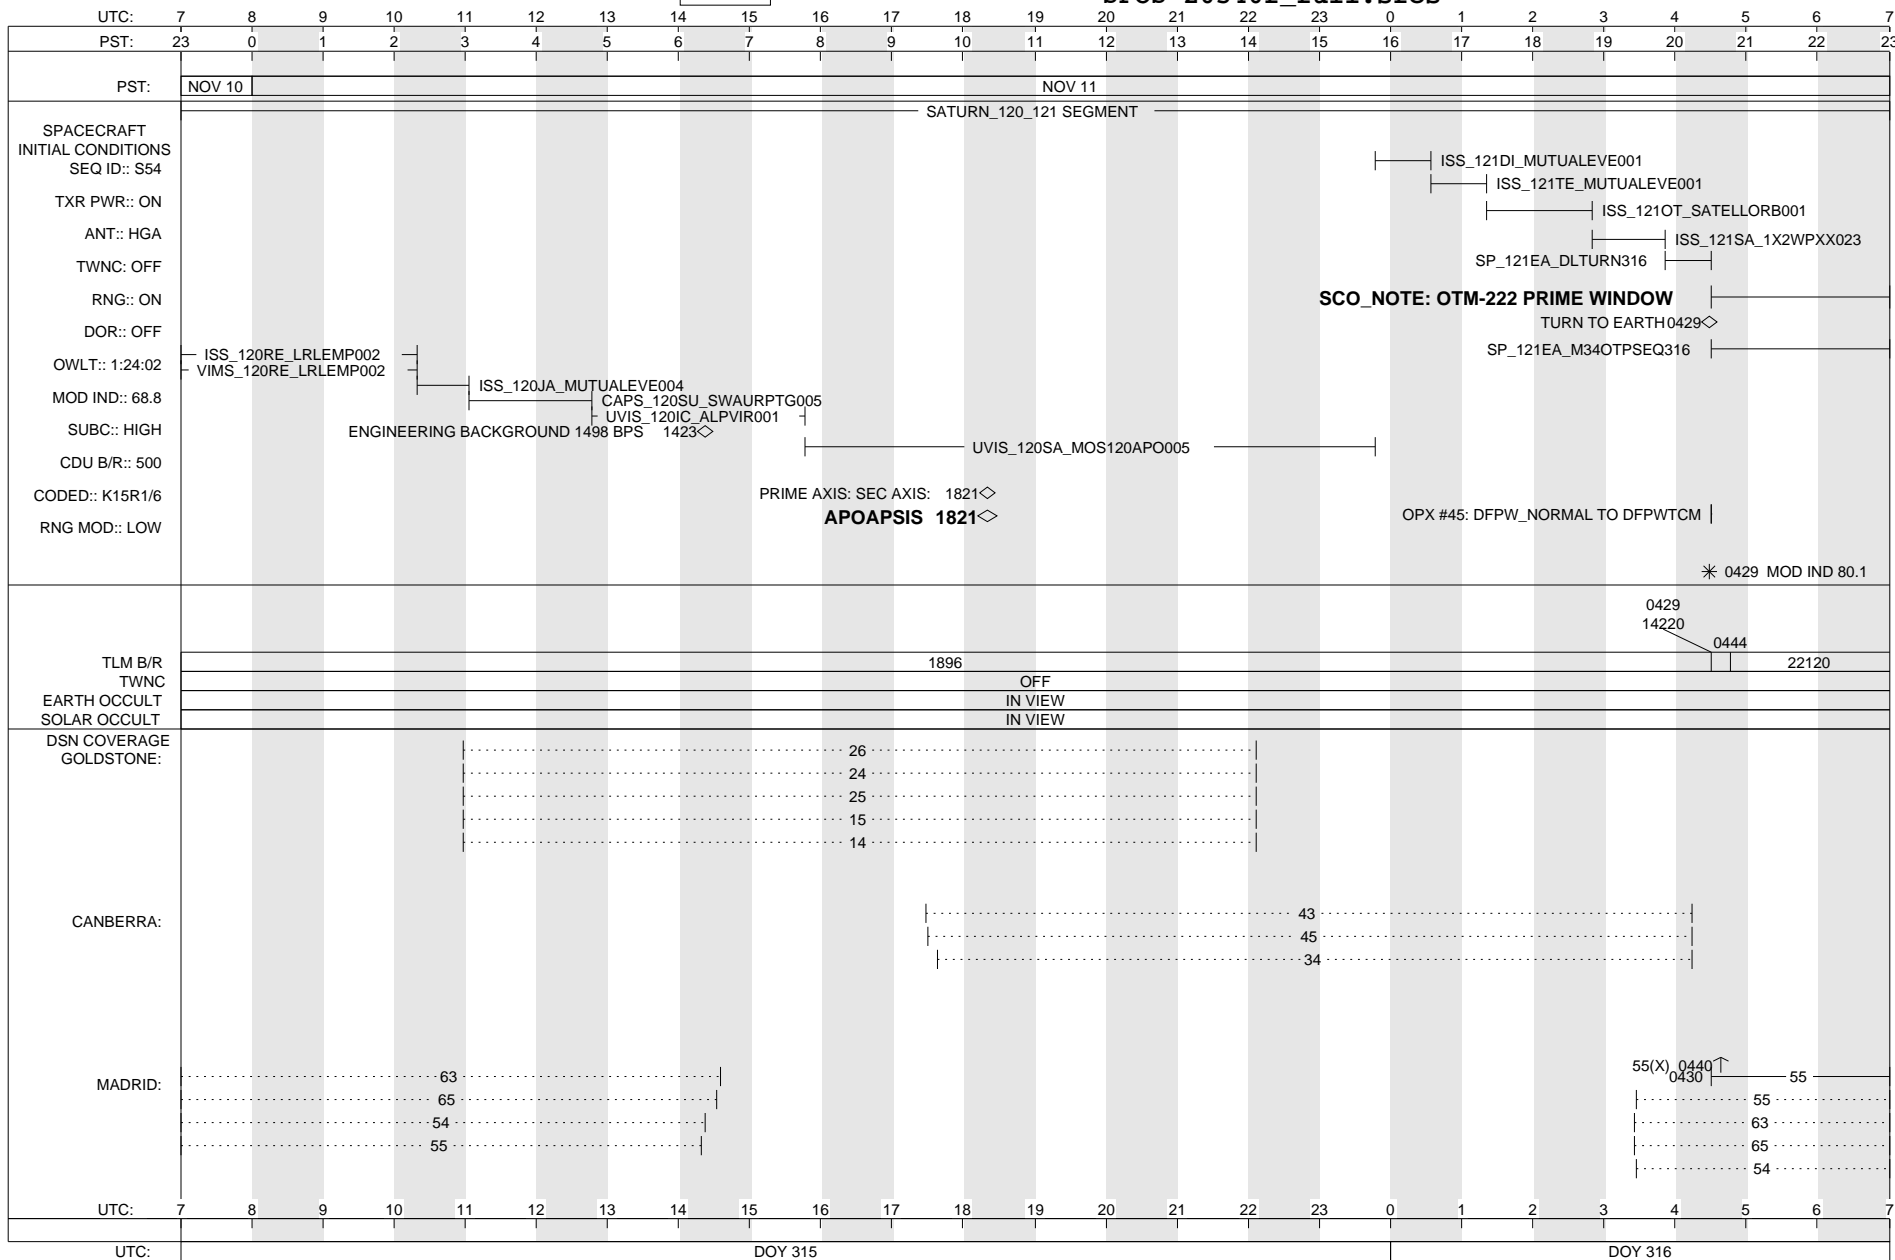 UTC: 7 8 9 10 11 12 13 14 15 16 17 18 19 20 21 22 23 0 1 2 3 4 5 6 7
PST: 23 0 1 2 3 4 5 6 7 8 9 10 11 12 13 14 15 16 17 18 19 20 21 22 23
PST: NOV 10 NOV 11
SATURN_120_121 SEGMENT
SPACECRAFT
INITIAL CONDITIONS
SEQ ID:: S54
TXR PWR:: ON
ANT:: HGA
TWNC: OFF
RNG:: ON
DOR:: OFF
OWLT:: 1:24:02
MOD IND:: 68.8
SUBC:: HIGH
CDU B/R:: 500
CODED:: K15R1/6
RNG MOD:: LOW
ISS_121DI_MUTUALEVE001
ISS_121TE_MUTUALEVE001
ISS_121OT_SATELLORB001
ISS_121SA_1X2WPXX023
SP_121EA_DLTURN316
SCO_NOTE: OTM-222 PRIME WINDOW
TURN TO EARTH 0429
SP_121EA_M34OTPSEQ316
ISS_120RE_LRLEMP002
VIMS_120RE_LRLEMP002
ISS_120JA_MUTUALEVE004
CAPS_120SU_SWAURPTG005
UVIS_120IC_ALPVIR001
ENGINEERING BACKGROUND 1498 BPS 1423
UVIS_120SA_MOS120APO005
PRIME AXIS: SEC AXIS: 1821
APOAPSIS 1821
OPX #45: DFPW_NORMAL TO DFPWTCM
0429 MOD IND 80.1
0429
14220
0444
TLM B/R 1896 22120
TWNC OFF
EARTH OCCULT IN VIEW
SOLAR OCCULT IN VIEW
DSN COVERAGE
GOLDSTONE:
26
24
25
15
14
CANBERRA:
43
45
34
MADRID:
63
65
54
55
55(X) 0440
0430 55
55
63
65
54
UTC: 7 8 9 10 11 12 13 14 15 16 17 18 19 20 21 22 23 0 1 2 3 4 5 6 7
UTC: DOY 315 DOY 316